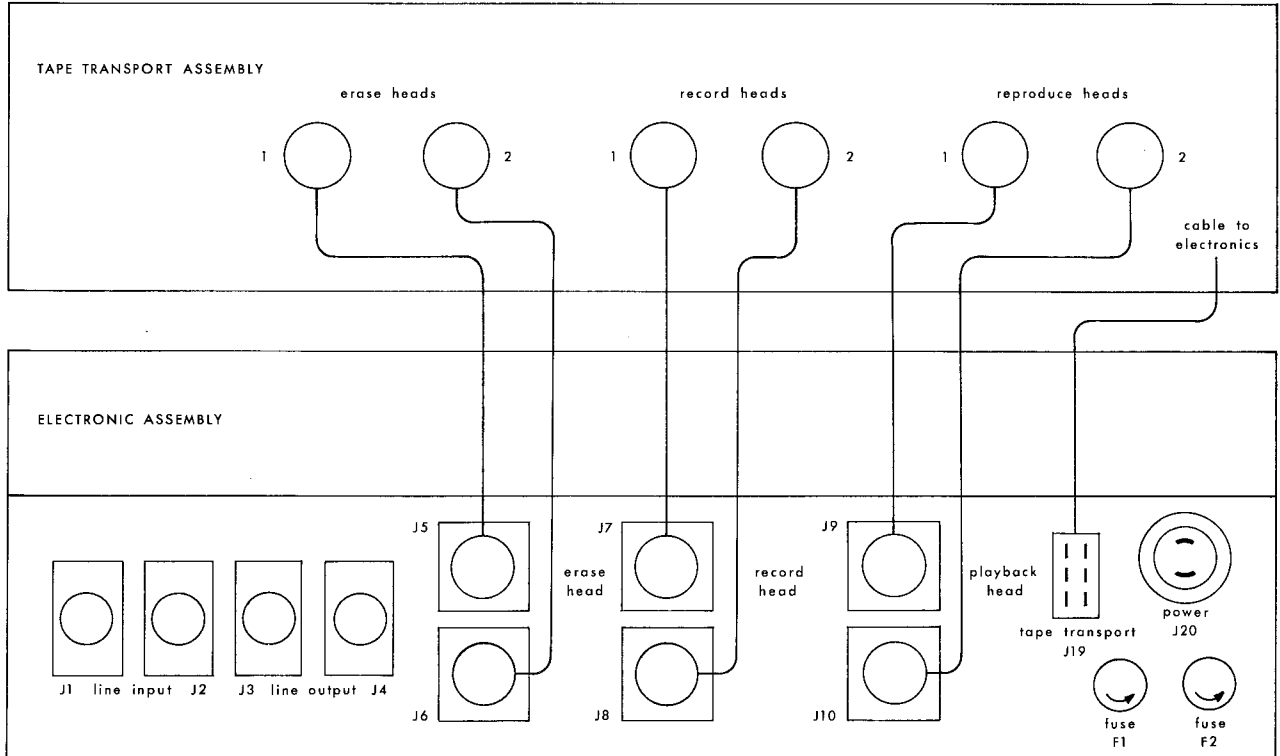 TAPE TRANSPORT ASSEMBLY
erase heads
record heads
reproduce heads
1
2
1
2
1
2
cable to
electronics
ELECTRONIC ASSEMBLY
J5
J7
J9
erase
head
record
head
playback
head
power
J20
tape transport
J19
J1 line input J2
J3 line output J4
J6
J8
J10
fuse
F1
fuse
F2